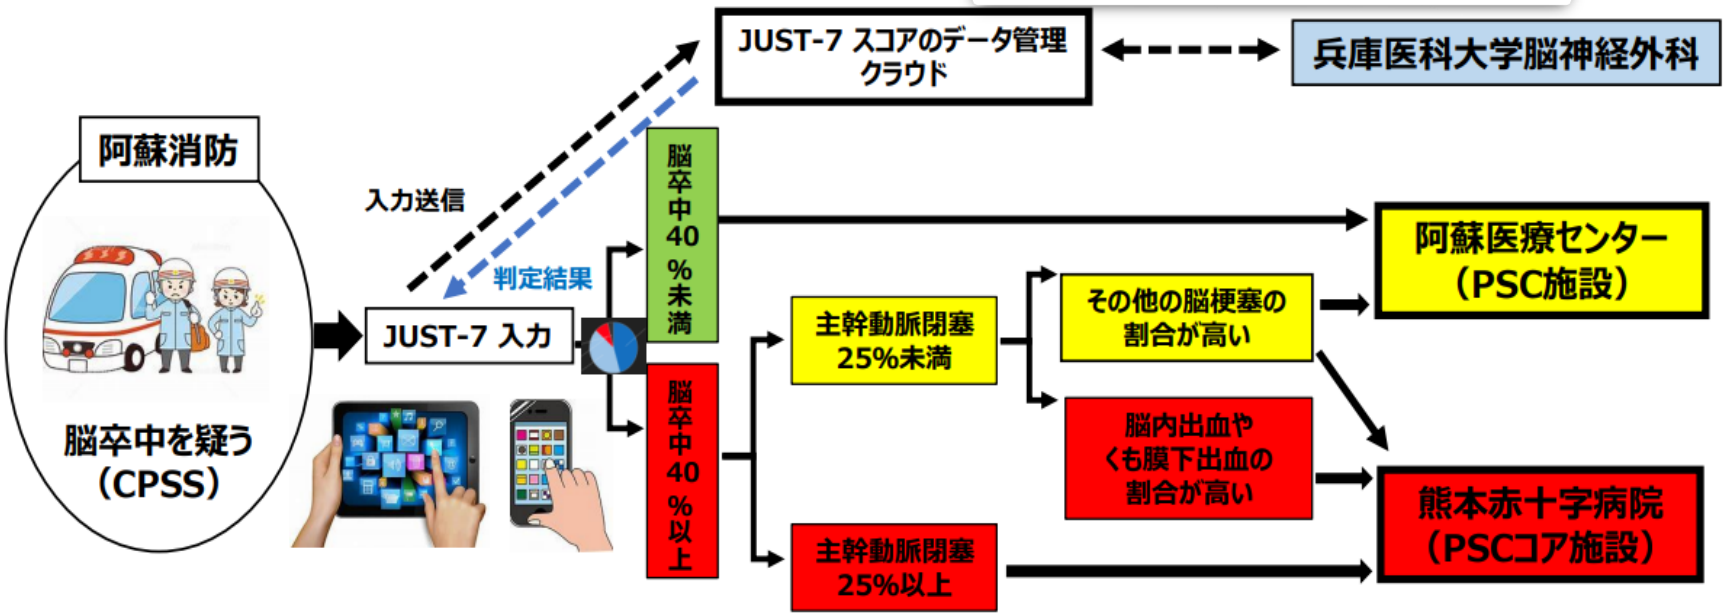 JUST-7 スコアのデータ管理
クラウド
兵庫医科大学脳神経外科
阿蘇消防
脳卒中を疑う
（CPSS）
入力送信
判定結果
JUST-7 入力
脳卒中40%未満
脳卒中40%以上
主幹動脈閉塞
25%未満
主幹動脈閉塞
25%以上
その他の脳梗塞の
割合が高い
脳内出血や
くも膜下出血の
割合が高い
阿蘇医療センター
（PSC施設）
熊本赤十字病院
（PSCコア施設）